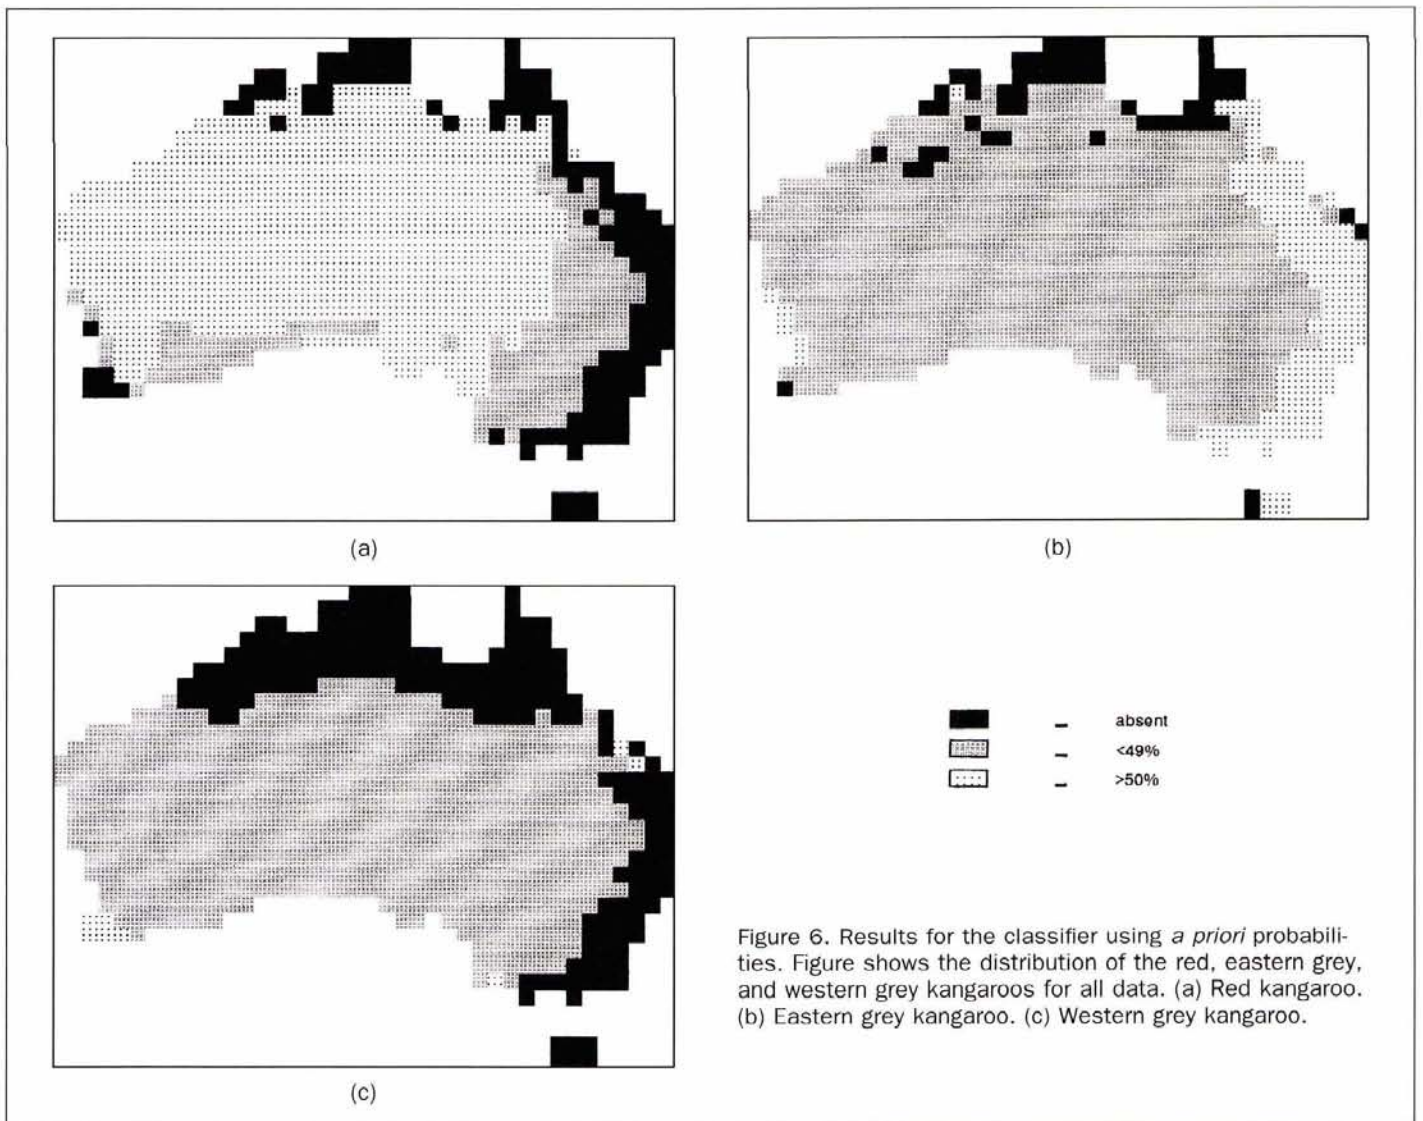 (a)
(b)
(c)
– absent
– <49%
– >50%
Figure 6. Results for the classifier using a priori probabili-
ties. Figure shows the distribution of the red, eastern grey,
and western grey kangaroos for all data. (a) Red kangaroo.
(b) Eastern grey kangaroo. (c) Western grey kangaroo.